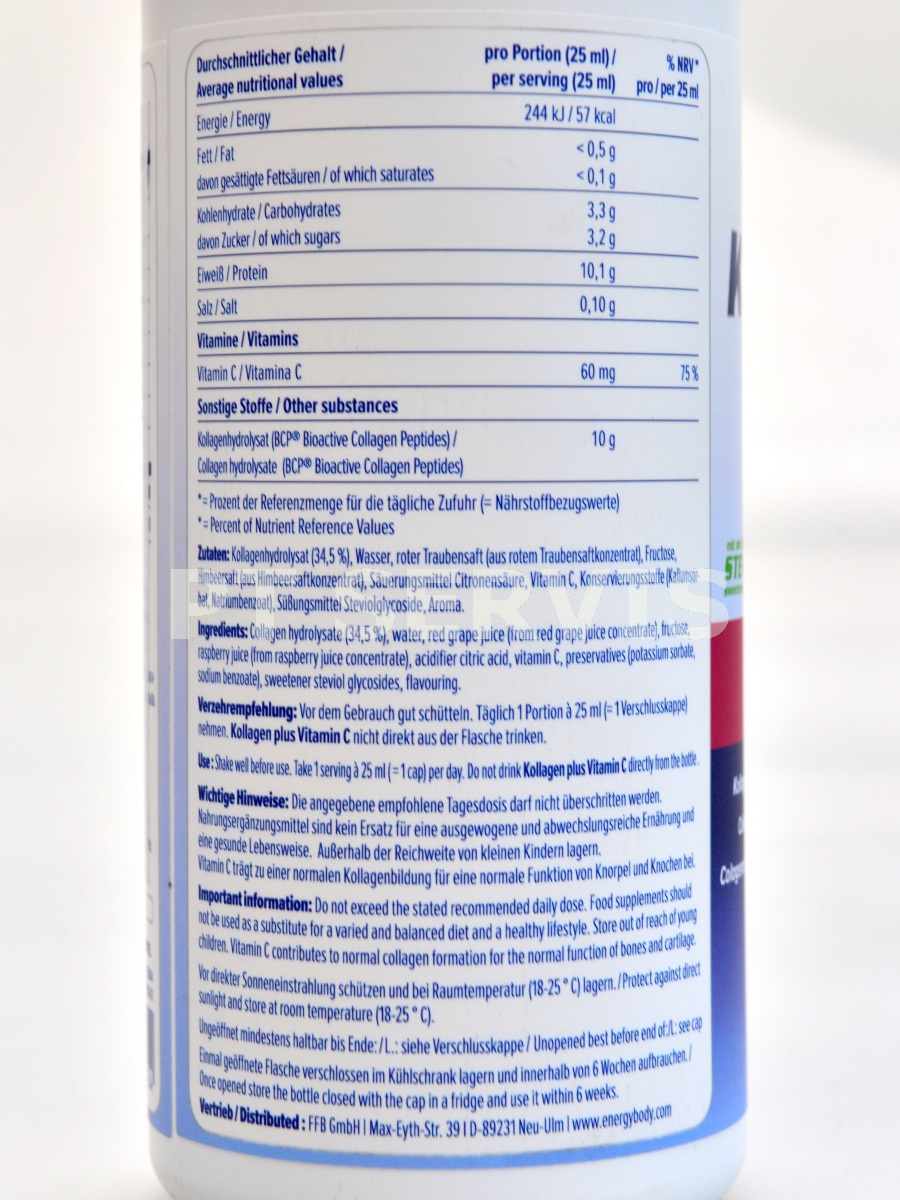 Durchschnittlicher Gehalt / pro Portion (25 ml) / % NRV*
Average nutritional values per serving (25 ml) pro / per 25 ml
Energie / Energy 244 kJ / 57 kcal
Fett / Fat < 0,5 g
davon gesättigte Fettsäuren / of which saturates < 0,1 g
Kohlenhydrate / Carbohydrates 3,3 g
davon Zucker / of which sugars 3,2 g
Eiweiß / Protein 10,1 g
Salz / Salt 0,10 g
Vitamine / Vitamins
Vitamin C / Vitamina C 60 mg 75 %
Sonstige Stoffe / Other substances
Kollagenhydrolysat (BCP® Bioactive Collagen Peptides) / 10 g
Collagen hydrolysate (BCP® Bioactive Collagen Peptides)
* = Prozent der Referenzmenge für die tägliche Zufuhr (= Nährstoffbezugswerte)
* = Percent of Nutrient Reference Values
Zutaten: Kollagenhydrolysat (34,5 %), Wasser, roter Traubensaft (aus rotem Traubensaftkonzentrat), Fructose,
Himbeersaft (aus Himbeersaftkonzentrat), Säuerungsmittel Citronensäure, Vitamin C, Konservierungsstoffe (Kaliumsor-
bat, Natriumbenzoat), Süßungsmittel Steviolglycoside, Aroma.
PT SERVIS
Ingredients: Collagen hydrolysate (34,5 %), water, red grape juice (from red grape juice concentrate), fructose,
raspberry juice (from raspberry juice concentrate), acidifier citric acid, vitamin C, preservatives (potassium sorbate,
sodium benzoate), sweetener steviol glycosides, flavouring.
Verzehrempfehlung: Vor dem Gebrauch gut schütteln. Täglich 1 Portion à 25 ml (= 1 Verschlusskappe)
nehmen. Kollagen plus Vitamin C nicht direkt aus der Flasche trinken.
Use: Shake well before use. Take 1 serving à 25 ml (= 1 cap) per day. Do not drink Kollagen plus Vitamin C directly from the bottle.
Wichtige Hinweise: Die angegebene empfohlene Tagesdosis darf nicht überschritten werden.
Nahrungsergänzungsmittel sind kein Ersatz für eine ausgewogene und abwechslungsreiche Ernährung und
eine gesunde Lebensweise. Außerhalb der Reichweite von kleinen Kindern lagern.
Vitamin C trägt zu einer normalen Kollagenbildung für eine normale Funktion von Knorpel und Knochen bei.
Important information: Do not exceed the stated recommended daily dose. Food supplements should
not be used as a substitute for a varied and balanced diet and a healthy lifestyle. Store out of reach of young
children. Vitamin C contributes to normal collagen formation for the normal function of bones and cartilage.
Vor direkter Sonneneinstrahlung schützen und bei Raumtemperatur (18-25 ° C) lagern. / Protect against direct
sunlight and store at room temperature (18-25 ° C).
Ungeöffnet mindestens haltbar bis Ende: / L.: siehe Verschlusskappe / Unopened best before end of:/L: see cap
Einmal geöffnete Flasche verschlossen im Kühlschrank lagern und innerhalb von 6 Wochen aufbrauchen. /
Once opened store the bottle closed with the cap in a fridge and use it within 6 weeks.
Vertrieb / Distributed : FFB GmbH | Max-Eyth-Str. 39 | D-89231 Neu-Ulm | www.energybody.com